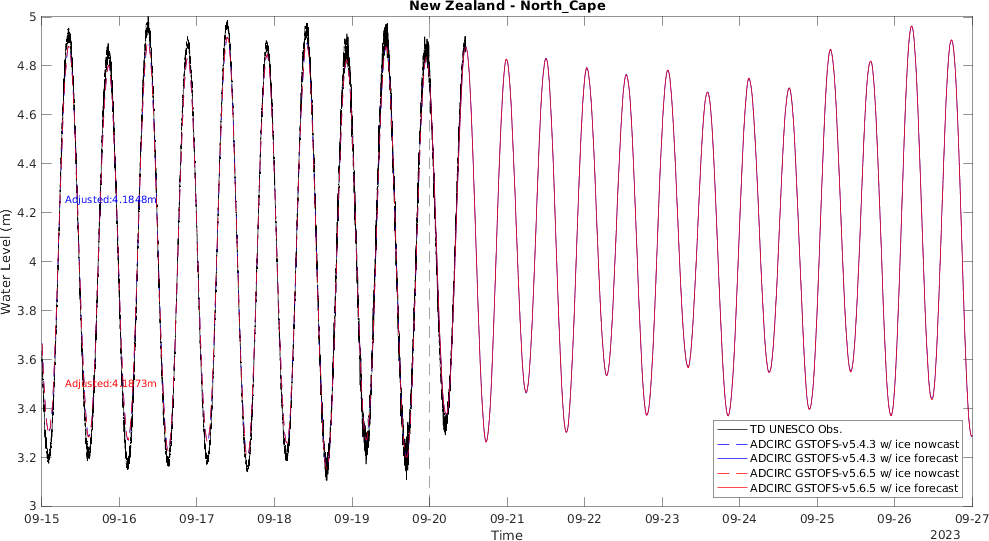 New Zealand - North_Cape
5
4.8
4.6
4.4
4.2
4
3.8
3.6
3.4
3.2
3
Water Level (m)
Adjusted:4.1848m
Adjusted:4.1873m
TD UNESCO Obs.
ADCIRC GSTOFS-v5.4.3 w/ ice nowcast
ADCIRC GSTOFS-v5.4.3 w/ ice forecast
ADCIRC GSTOFS-v5.6.5 w/ ice nowcast
ADCIRC GSTOFS-v5.6.5 w/ ice forecast
09-15 09-16 09-17 09-18 09-19 09-20 09-21 09-22 09-23 09-24 09-25 09-26 09-27
Time
2023